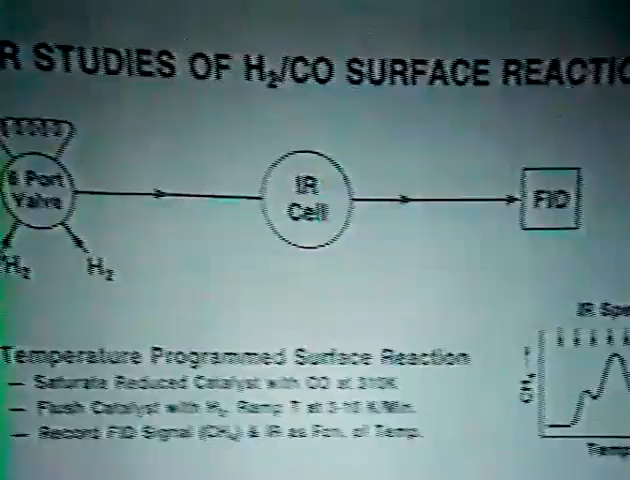 R STUDIES OF H₂/CO SURFACE REACTIO
6 Port
Valve
IR
Cell
FID
H₂
H₂
IR Spe
Temperature Programmed Surface Reaction
— Saturate Reduced Catalyst with CO at 310K
— Flush Catalyst with H₂, Ramp T at 2-10 K/Min.
— Record FID Signal (CH₄) & IR as Fcn. of Temp.
CH₄
Temp